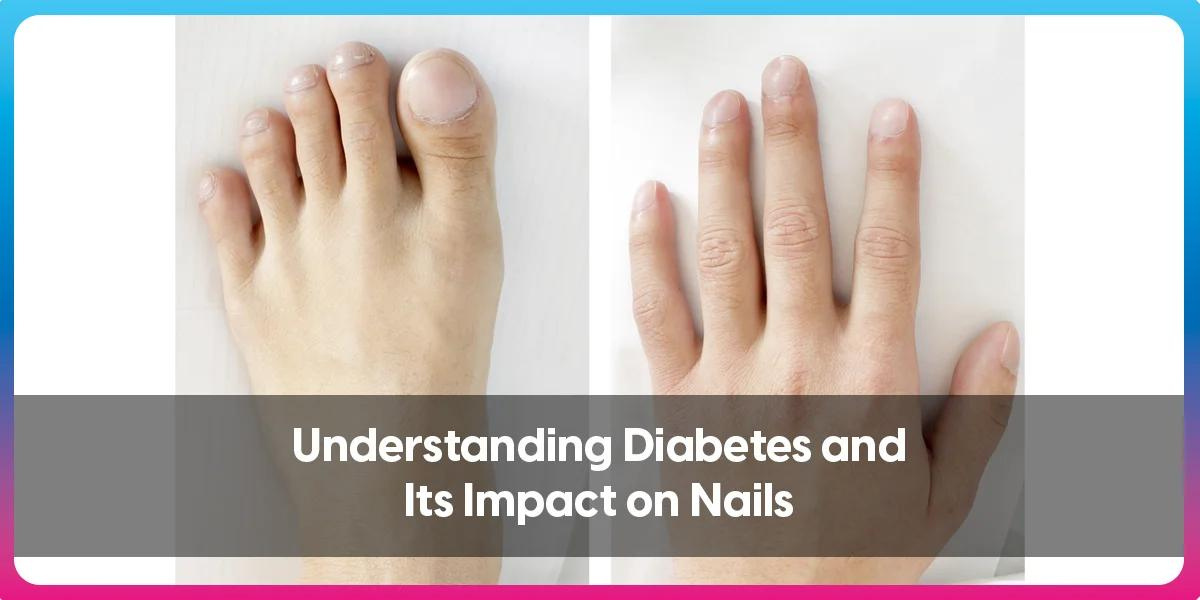 Understanding Diabetes and
Its Impact on Nails